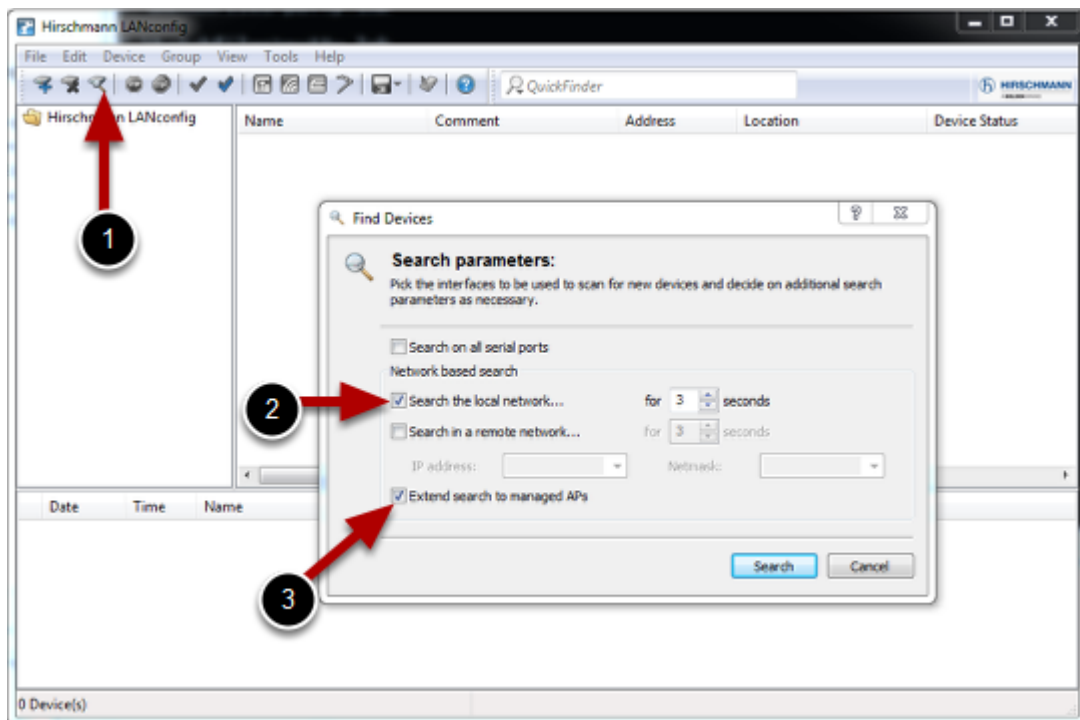 Hirschmann LANconfig
File Edit Device Group View Tools Help
QuickFinder
HIRSCHMANN
Hirschmann LANconfig
Name Comment Address Location Device Status
1
Find Devices
Search parameters:
Pick the interfaces to be used to scan for new devices and decide on additional search
parameters as necessary.
Search on all serial ports
Network based search
2
Search the local network... for 3 seconds
Search in a remote network... for 3 seconds
IP address: Netmask:
Extend search to managed APs
Date Time Name
3
Search Cancel
0 Device(s)